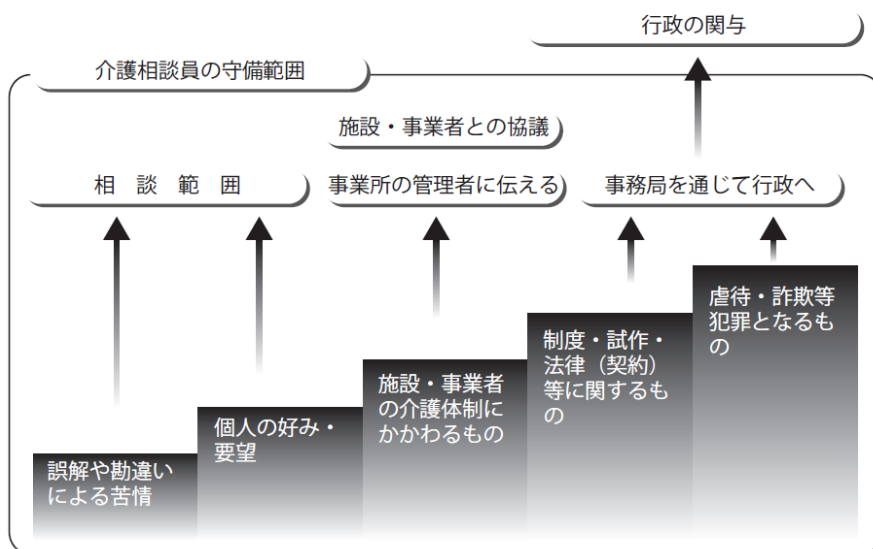 行政の関与
介護相談員の守備範囲
施設・事業者との協議
相 談 範 囲
事業所の管理者に伝える
事務局を通じて行政へ
誤解や勘違い
による苦情
個人の好み・
要望
施設・事業者
の介護体制に
かかわるもの
制度・試作・
法律（契約）
等に関するも
の
虐待・詐欺等
犯罪となるも
の